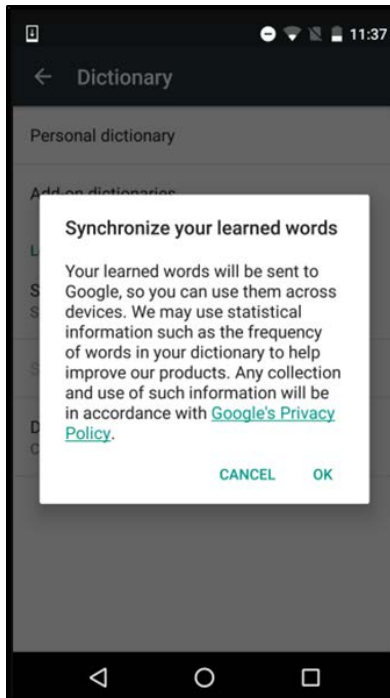 11:37
Dictionary
Personal dictionary
Add-on dictionaries
L
Synchronize your learned words
Your learned words will be sent to
Google, so you can use them across
devices. We may use statistical
information such as the frequency
of words in your dictionary to help
improve our products. Any collection
and use of such information will be
in accordance with Google's Privacy
Policy.
S
S
S
D
C
CANCEL OK